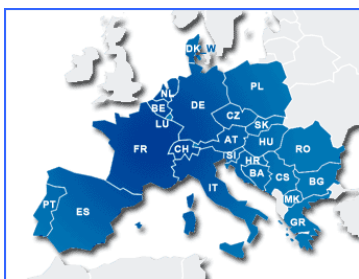 DK
W
PL
NL
BE
DE
LU
CZ
SK
FR
CH
AT
HU
RO
SI
HR
BA
CS
BG
IT
MK
PT
ES
GR